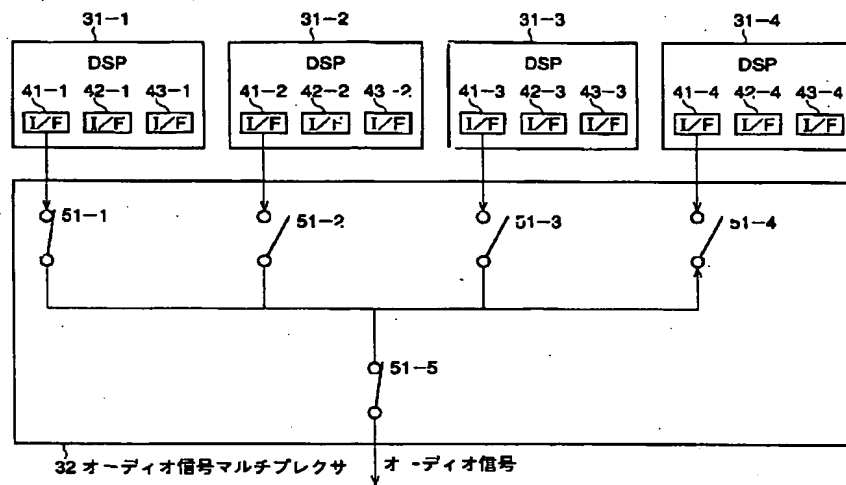 31-1 31-2 31-3 31-4
DSP DSP DSP DSP
41-1 42-1 43-1 41-2 42-2 43-2 41-3 42-3 43-3 41-4 42-4 43-4
I/F I/F I/F I/F I/F I/F I/F I/F I/F I/F I/F I/F
51-1 51-2 51-3 51-4
51-5
32 オーディオ信号マルチプレクサ オーディオ信号